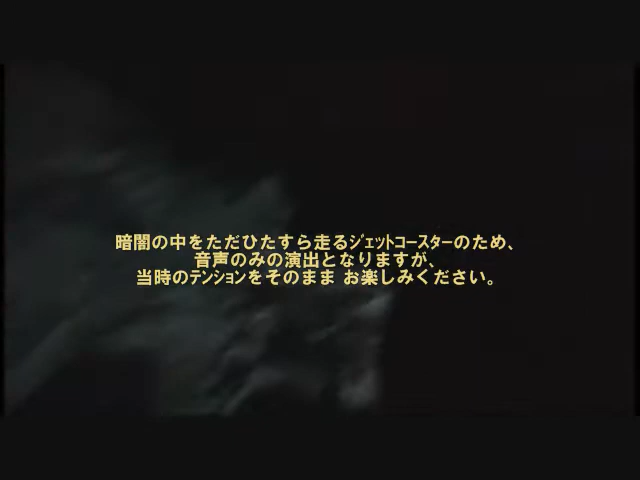 暗闇の中をただひたすら走るｼﾞｪｯﾄコースターのため、
音声のみの演出となりますが、
当時のﾃﾝｼｮﾝをそのまま お楽しみください。